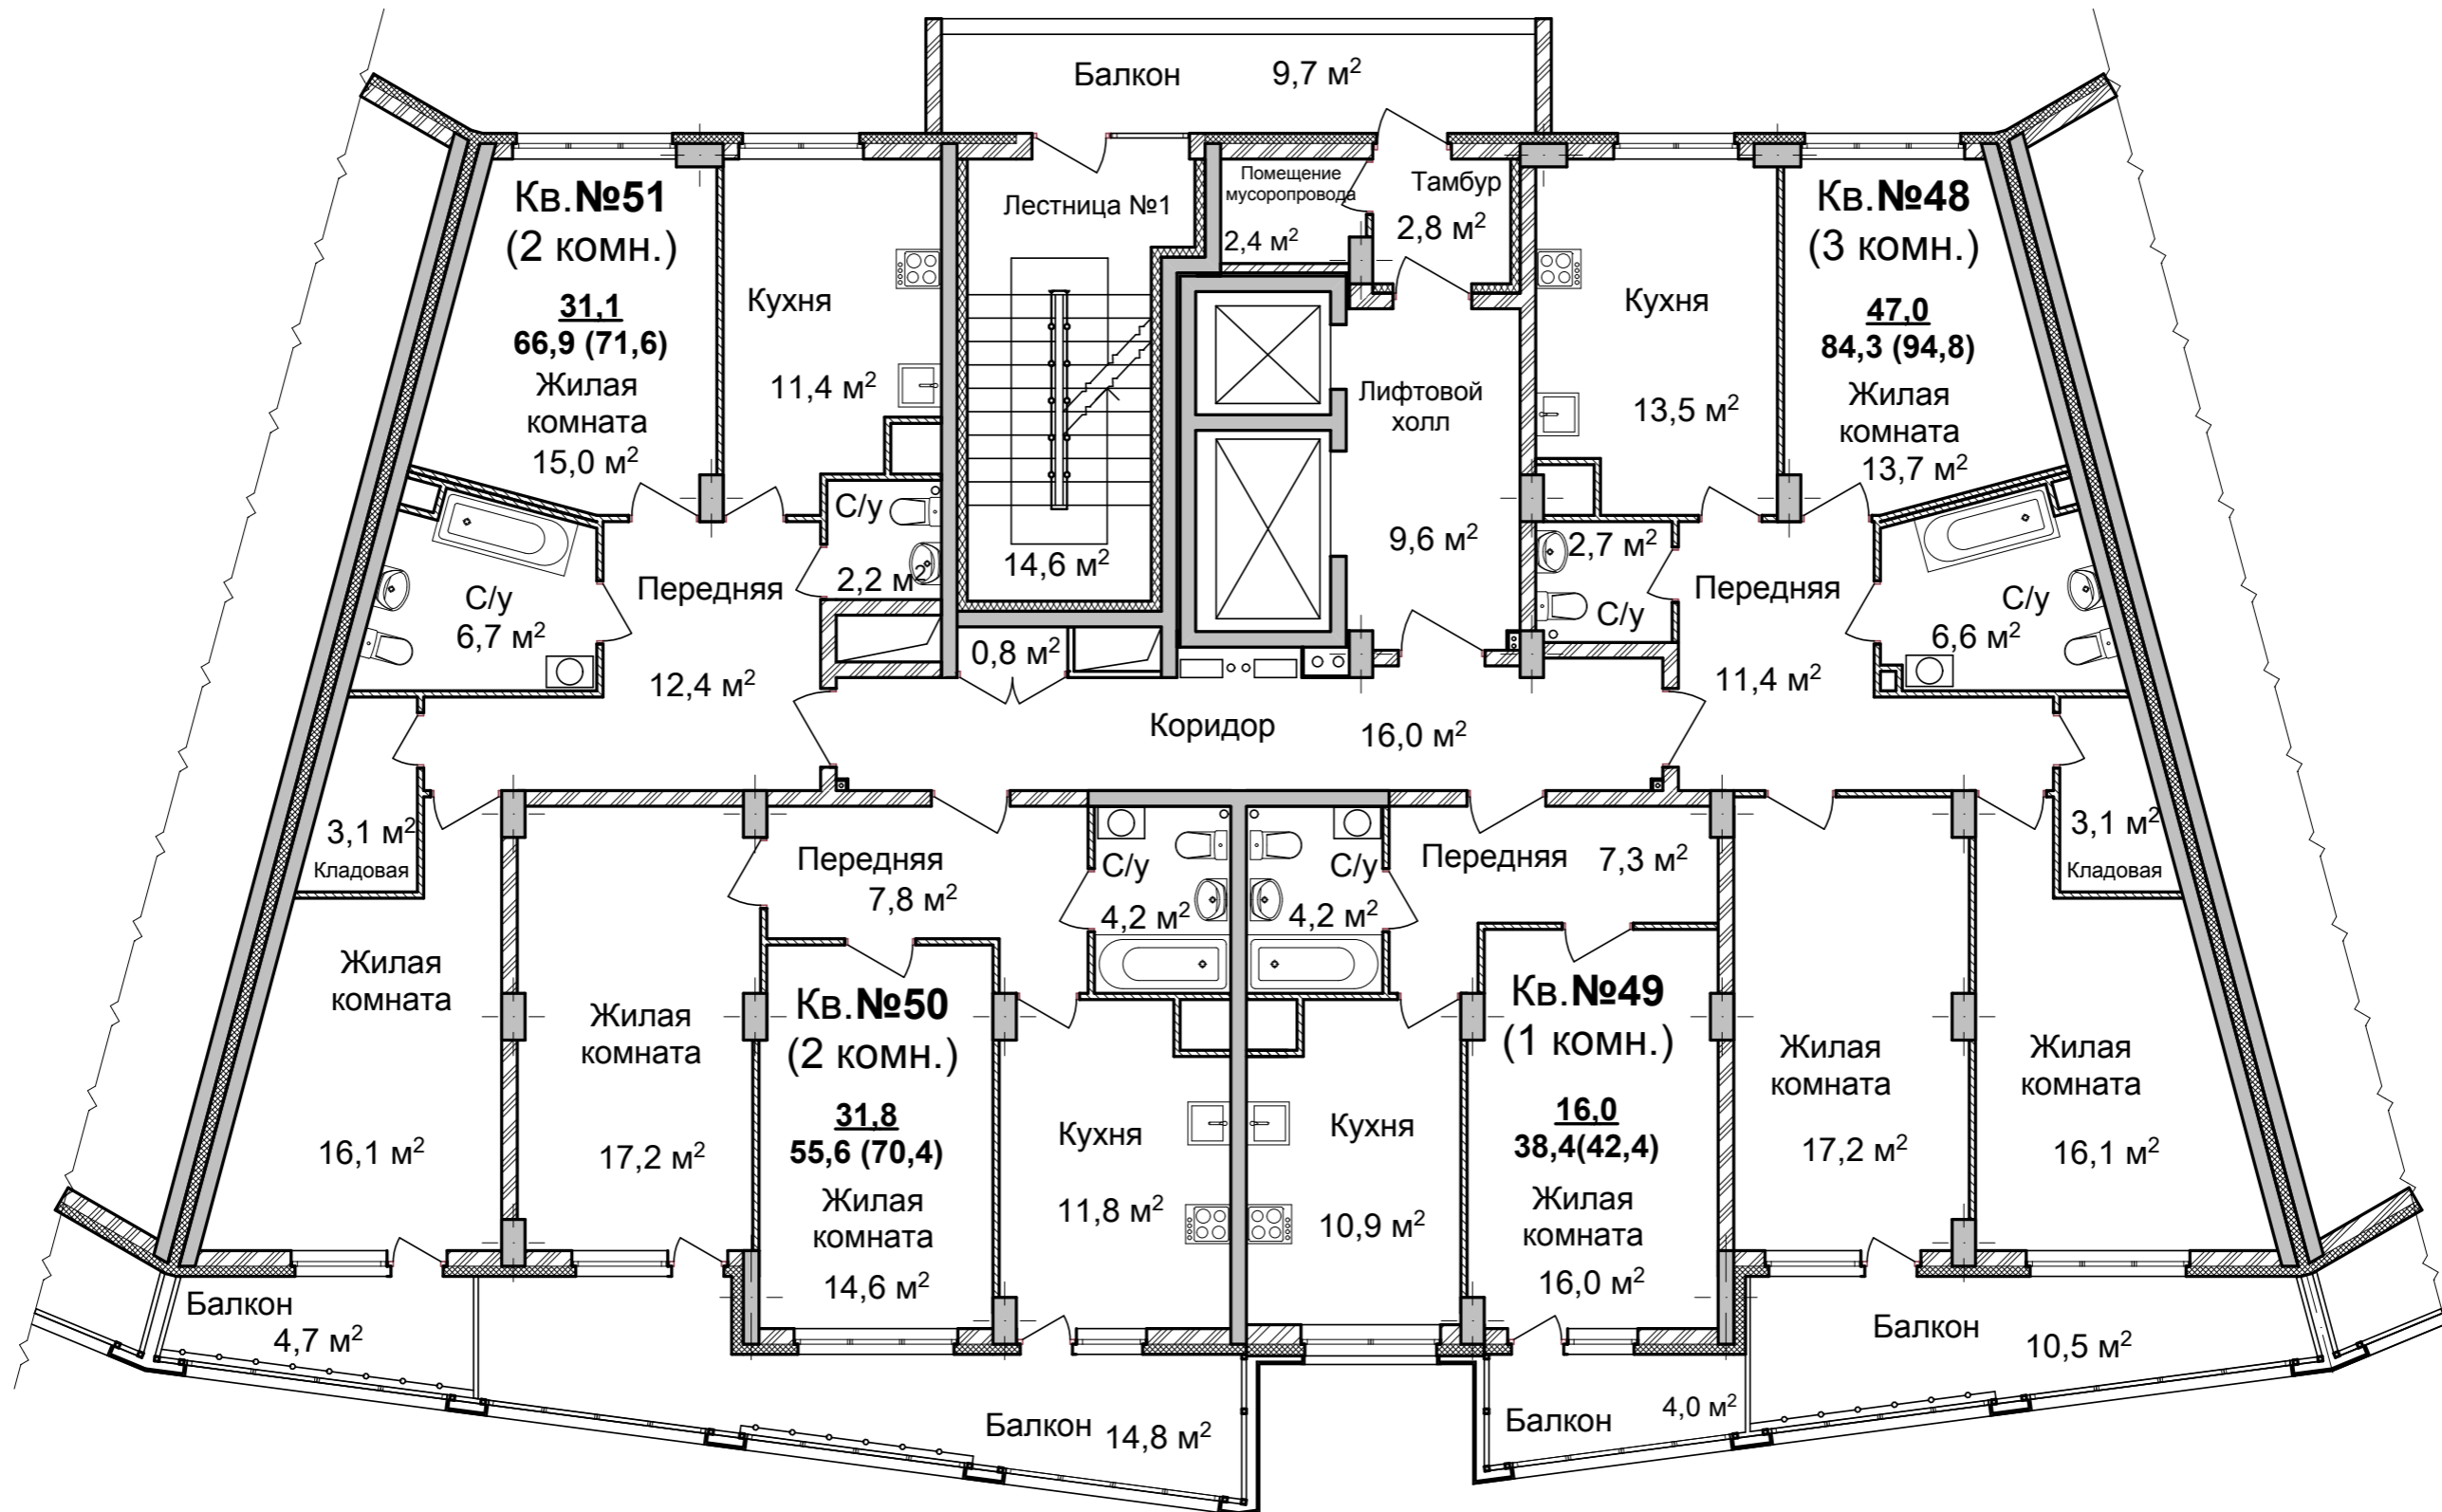 Балкон 9,7 м²
Кв.№51
(2 комн.)
31,1
66,9 (71,6)
Жилая
комната
15,0 м²
Кухня
11,4 м²
Лестница №1
14,6 м²
Помещение
мусоропровода
2,4 м²
Тамбур
2,8 м²
Лифтовой
холл
9,6 м²
Кухня
13,5 м²
Кв.№48
(3 комн.)
47,0
84,3 (94,8)
Жилая
комната
13,7 м²
С/у
6,7 м²
Передняя
12,4 м²
С/у
2,2 м²
0,8 м²
2,7 м²
С/у
Передняя
11,4 м²
С/у
6,6 м²
Коридор 16,0 м²
3,1 м²
Кладовая
Передняя
7,8 м²
С/у
4,2 м²
С/у
4,2 м²
Передняя 7,3 м²
3,1 м²
Кладовая
Жилая
комната
16,1 м²
Жилая
комната
17,2 м²
Кв.№50
(2 комн.)
31,8
55,6 (70,4)
Жилая
комната
14,6 м²
Кухня
11,8 м²
Кухня
10,9 м²
Кв.№49
(1 комн.)
16,0
38,4(42,4)
Жилая
комната
16,0 м²
Жилая
комната
17,2 м²
Жилая
комната
16,1 м²
Балкон
4,7 м²
Балкон 14,8 м²
Балкон 4,0 м²
Балкон 10,5 м²